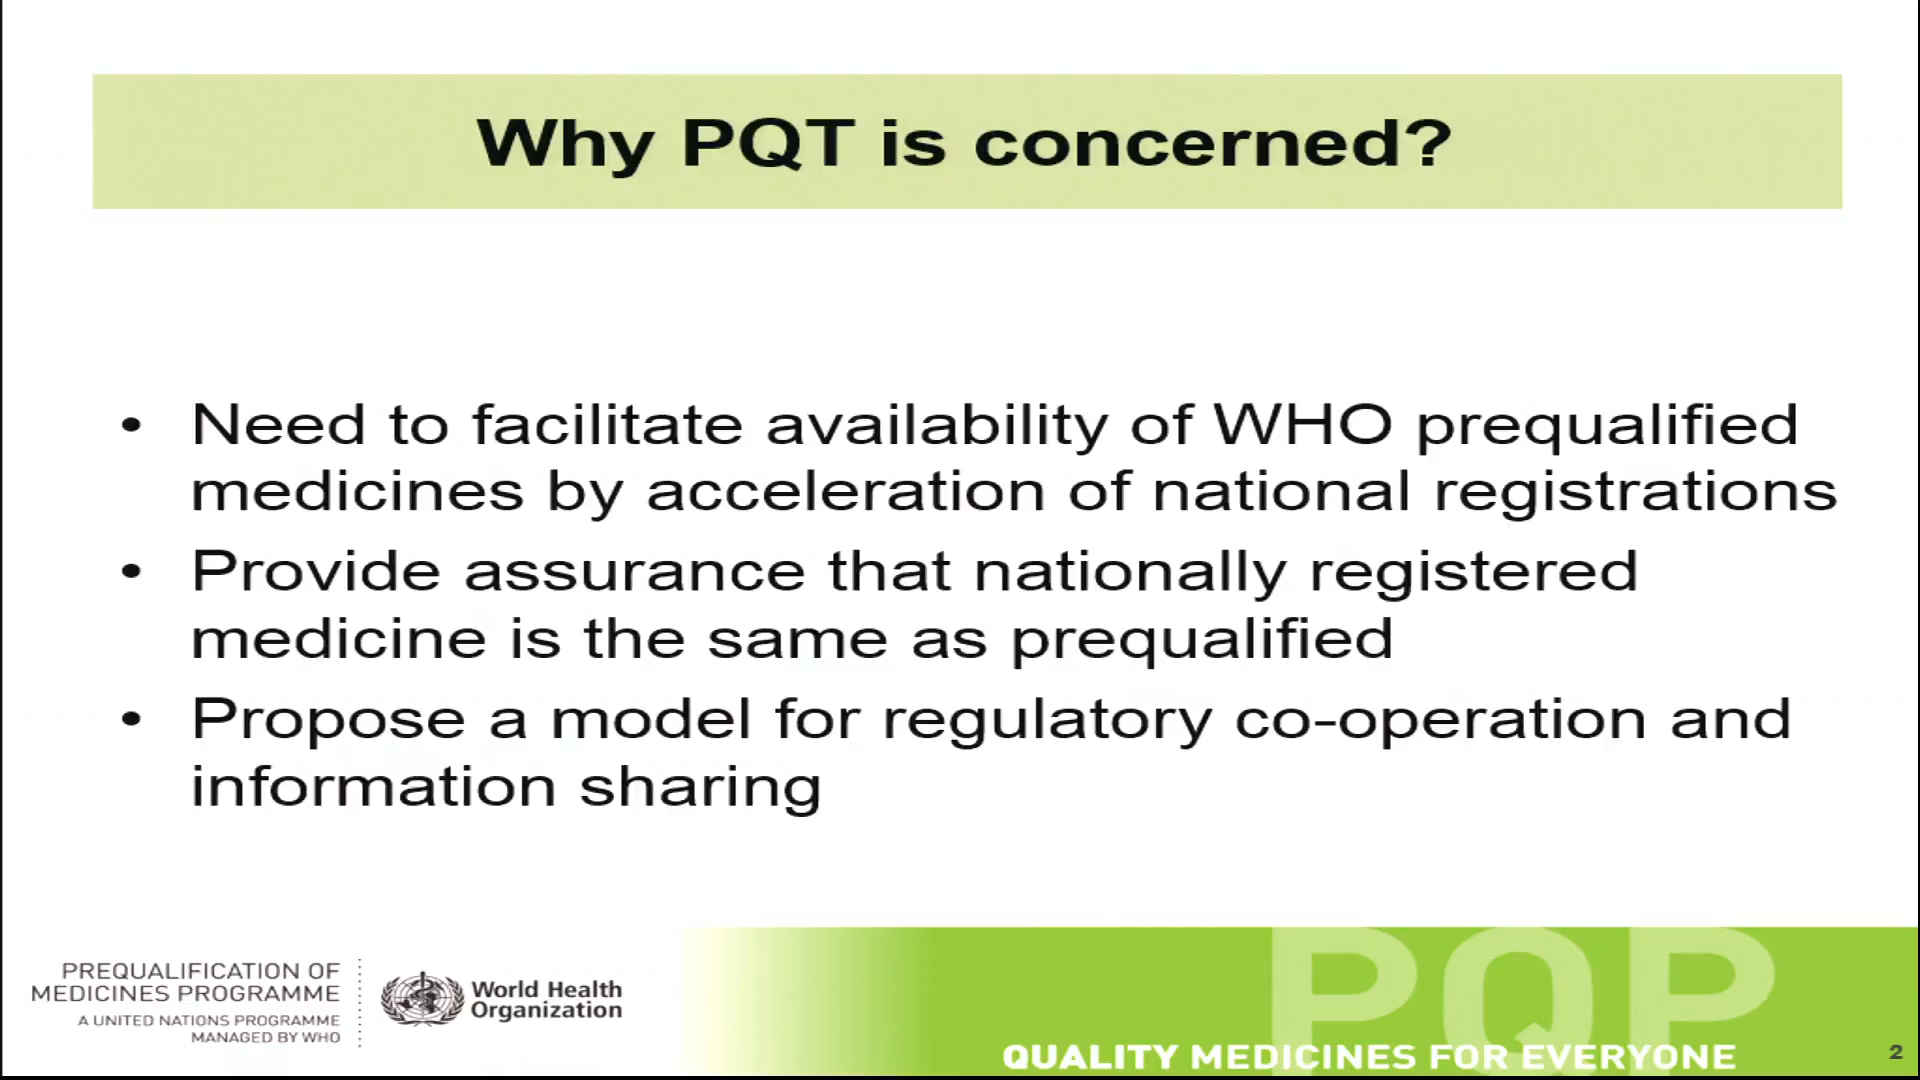 Why PQT is concerned?
• Need to facilitate availability of WHO prequalified
medicines by acceleration of national registrations
• Provide assurance that nationally registered
medicine is the same as prequalified
• Propose a model for regulatory co-operation and
information sharing
PREQUALIFICATION OF
MEDICINES PROGRAMME
A UNITED NATIONS PROGRAMME
MANAGED BY WHO
World Health
Organization
PQP
QUALITY MEDICINES FOR EVERYONE
2